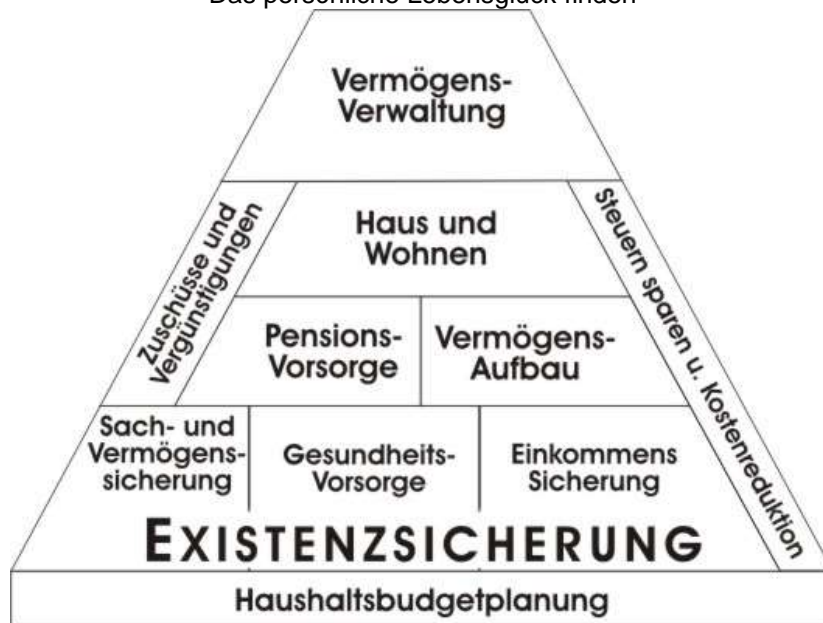 Das persönliche Lebensglück finden
Vermögens-
Verwaltung
Zuschüsse und
Vergünstigungen
Haus und
Wohnen
Steuern sparen u. Kostenreduktion
Pensions-
Vorsorge
Vermögens-
Aufbau
Sach- und
Vermögens-
sicherung
Gesundheits-
Vorsorge
Einkommens
Sicherung
EXISTENZSICHERUNG
Haushaltsbudgetplanung